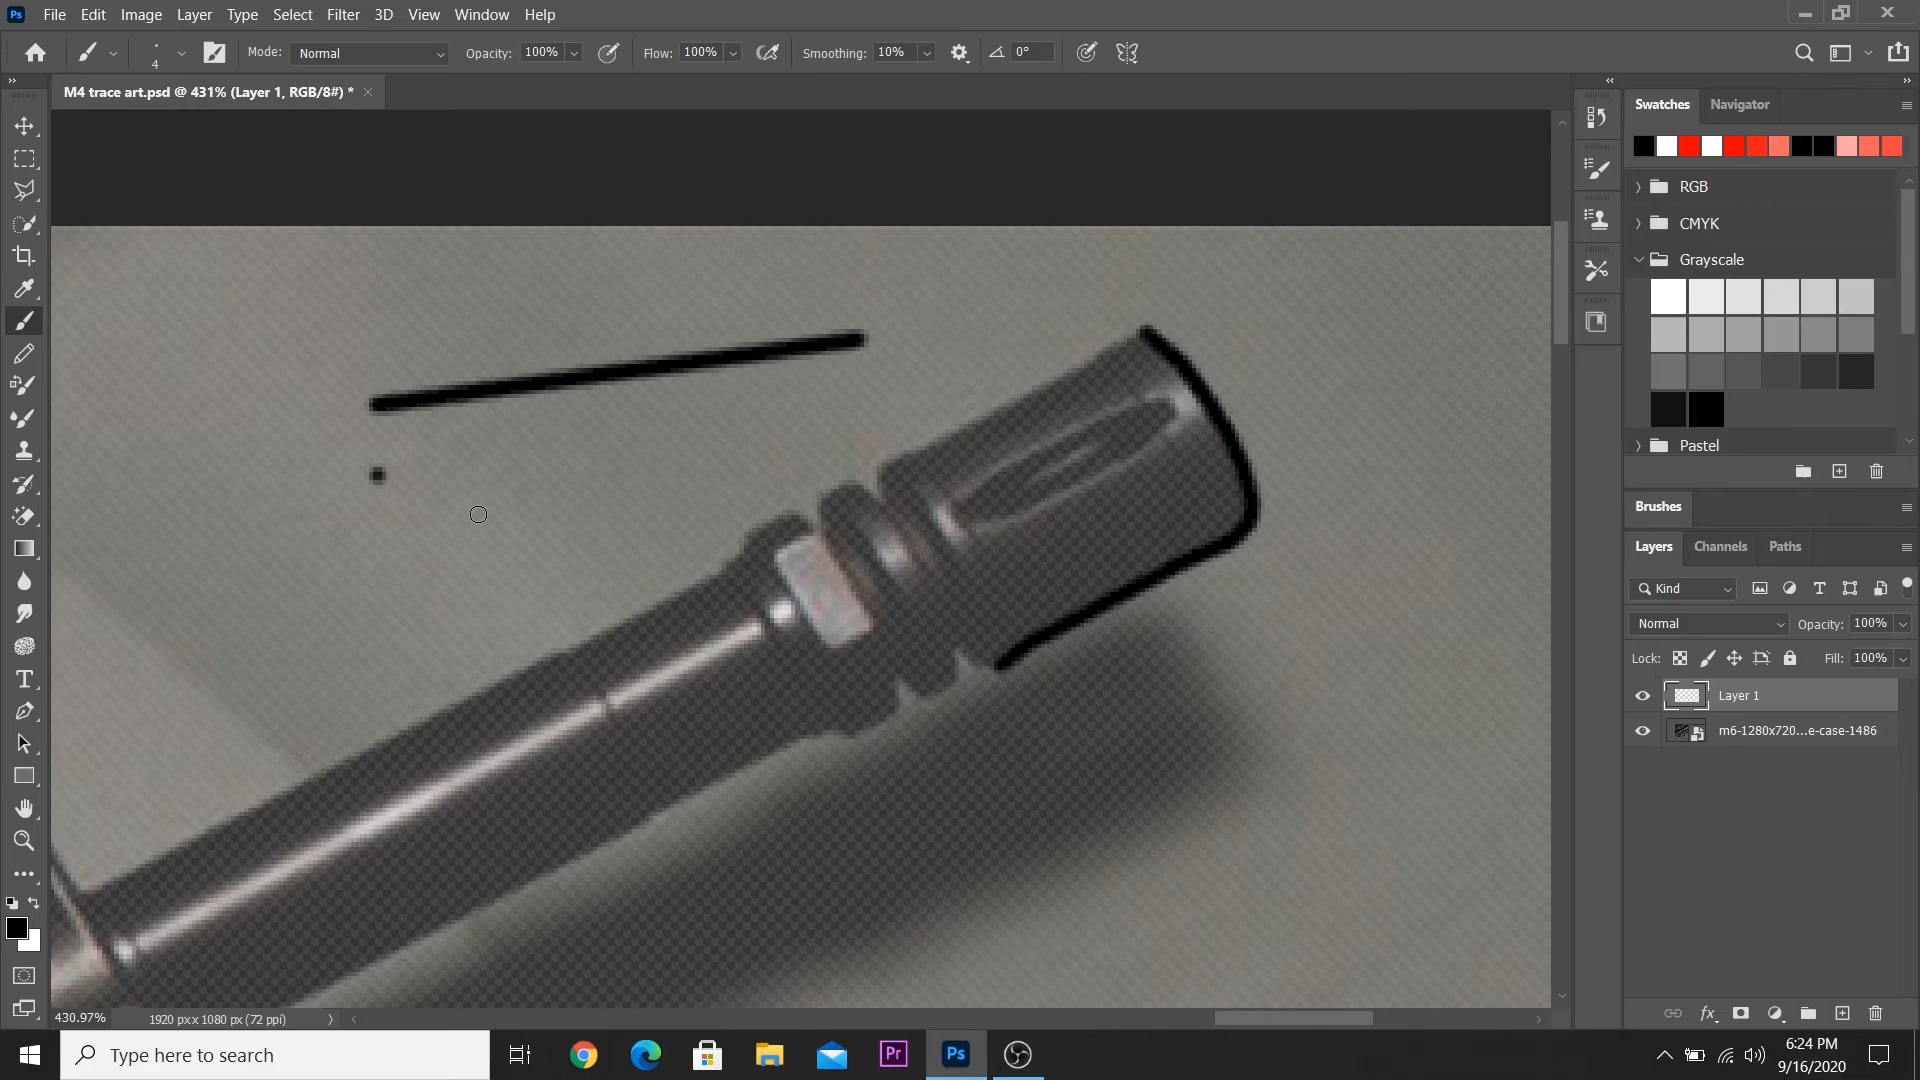 Ps File Edit Image Layer Type Select Filter 3D View Window Help
4 Mode: Normal Opacity: 100% Flow: 100% Smoothing: 10% 0°
M4 trace art.psd @ 431% (Layer 1, RGB/8#) *
Swatches Navigator
RGB
CMYK
Grayscale
Pastel
Brushes
Layers Channels Paths
Kind
Normal Opacity: 100%
Lock: Fill: 100%
Layer 1
m6-1280x720...e-case-1486
fx
430.97% 1920 px x 1080 px (72 ppi)
Type here to search
Pr Ps
6:24 PM
9/16/2020